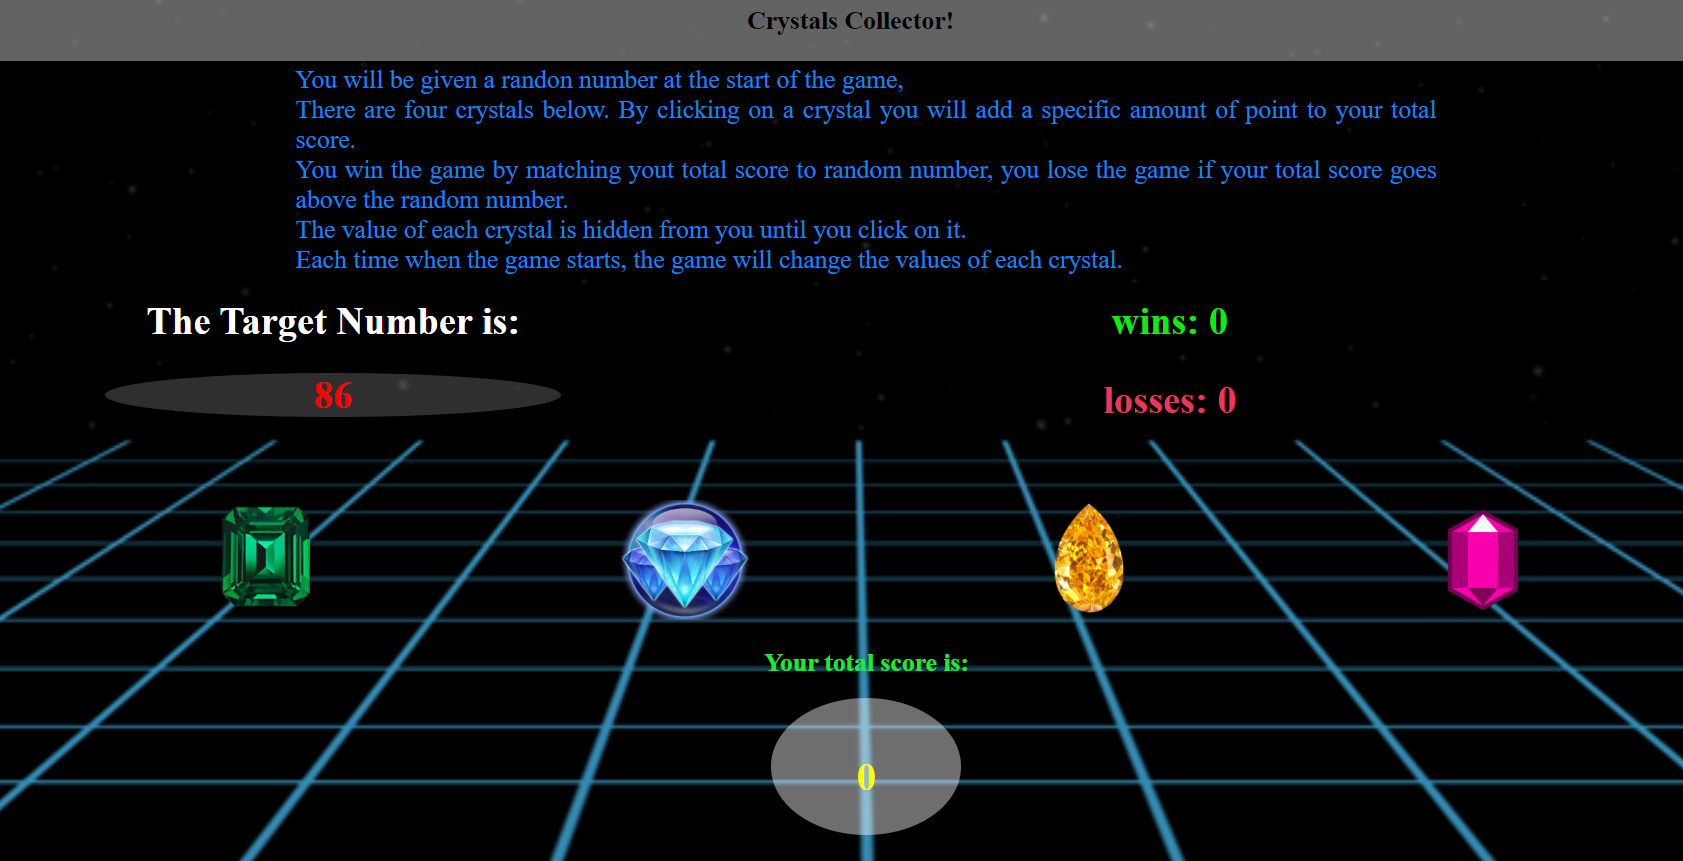 Crystals Collector!
You will be given a randon number at the start of the game,
There are four crystals below. By clicking on a crystal you will add a specific amount of point to your total
score.
You win the game by matching yout total score to random number, you lose the game if your total score goes
above the random number.
The value of each crystal is hidden from you until you click on it.
Each time when the game starts, the game will change the values of each crystal.
The Target Number is:
86
wins: 0
losses: 0
Your total score is:
0